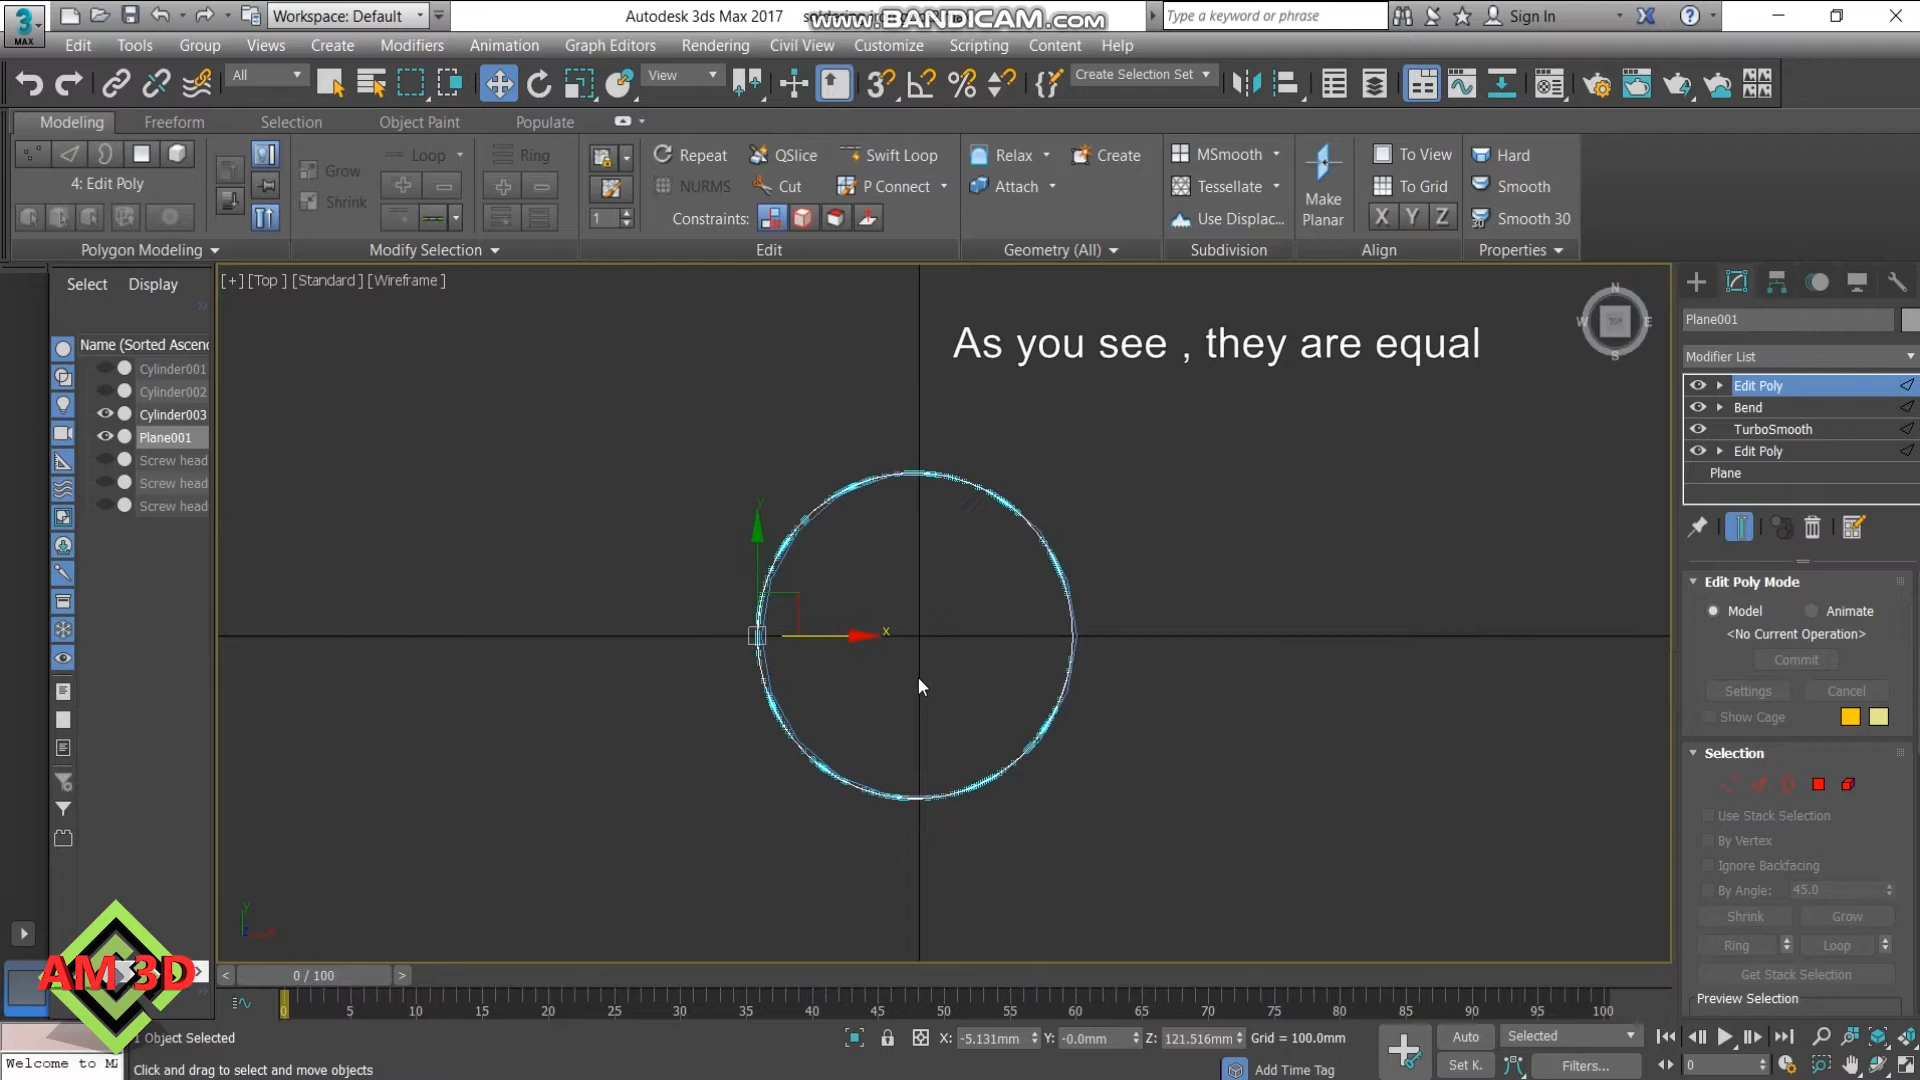 Workspace: Default
Autodesk 3ds Max 2017
www.BANDICAM.com
Type a keyword or phrase
Sign In
MAX
Edit Tools Group Views Create Modifiers Animation Graph Editors Rendering Civil View Customize Scripting Content Help
All
View
Create Selection Set
Modeling Freeform Selection Object Paint Populate
4: Edit Poly
Polygon Modeling
Loop
Ring
Grow
Shrink
Modify Selection
1
Repeat QSlice Swift Loop
NURMS Cut P Connect
Constraints:
Edit
Relax Create
Attach
Geometry (All)
MSmooth
Tessellate
Use Displac...
Subdivision
Make
Planar
To View
To Grid
X Y Z
Align
Hard
Smooth
Smooth 30
Properties
Select Display
Name (Sorted Ascen
Cylinder001
Cylinder002
Cylinder003
Plane001
Screw head
Screw head
Screw head
[+] [Top ] [Standard ] [Wireframe ]
As you see , they are equal
N
W TOP E
S
y
x
Plane001
Modifier List
Edit Poly
Bend
TurboSmooth
Edit Poly
Plane
Edit Poly Mode
Model Animate
<No Current Operation>
Commit
Settings Cancel
Show Cage
Selection
Use Stack Selection
By Vertex
Ignore Backfacing
By Angle: 45.0
Shrink Grow
Ring Loop
Get Stack Selection
Preview Selection
AM 3D
0 / 100
0 5 10 15 20 25 30 35 40 45 50 55 60 65 70 75 80 85 90 95 100
1 Object Selected
X: -5.131mm Y: -0.0mm Z: 121.516mm Grid = 100.0mm
Auto Selected
Welcome to M
Click and drag to select and move objects
Add Time Tag
Set K. Filters... 0